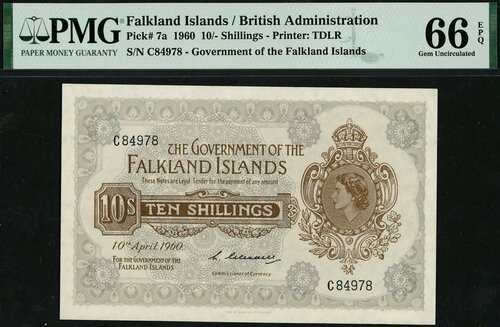 PMG
PAPER MONEY GUARANTY
Falkland Islands / British Administration
Pick# 7a 1960 10/- Shillings - Printer: TDLR
S/N C84978 - Government of the Falkland Islands
66 EPQ
Gem Uncirculated
C84978
THE GOVERNMENT OF THE
FALKLAND ISLANDS
These Notes are Legal Tender for the payment of any amount
10s TEN SHILLINGS
10th April 1960.
FOR THE GOVERNMENT OF THE
FALKLAND ISLANDS
Commissioner of Currency
C84978